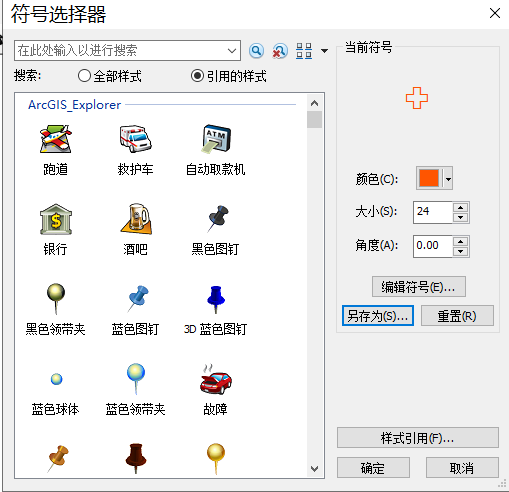 符号选择器
在此处输入以进行搜索
搜索:
全部样式
引用的样式
ArcGIS_Explorer
跑道
救护车
自动取款机
ATM
银行
酒吧
黑色图钉
黑色领带夹
蓝色图钉
3D 蓝色图钉
蓝色球体
蓝色领带夹
故障
当前符号
颜色(C):
大小(S):
24
角度(A):
0.00
编辑符号(E)...
另存为(S)...
重置(R)
样式引用(F)...
确定
取消